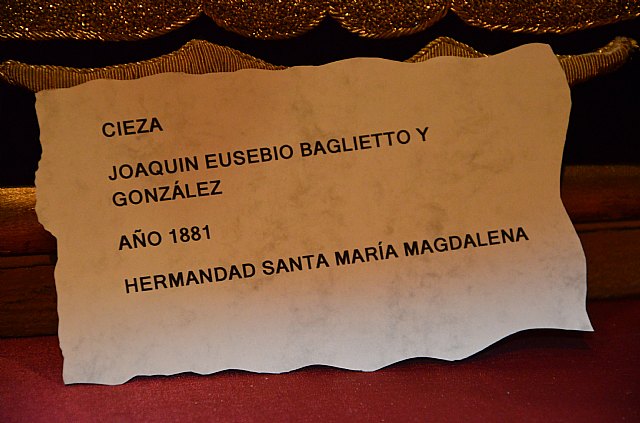 CIEZA
JOAQUIN EUSEBIO BAGLIETTO Y
GONZÁLEZ
AÑO 1881
HERMANDAD SANTA MARÍA MAGDALENA